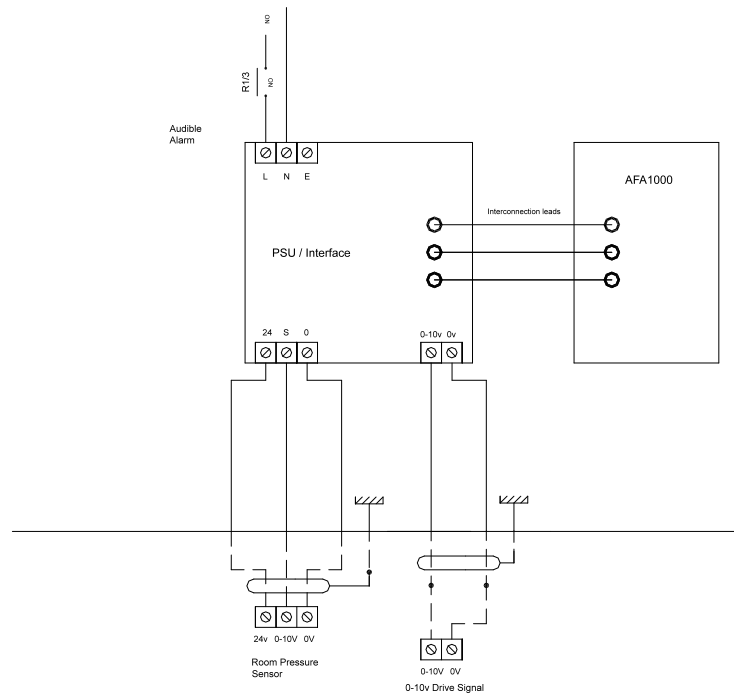 NO
R1/3
NO
Audible
Alarm
L N E
AFA1000
Interconnection leads
PSU / Interface
24 S 0
0-10v 0v
24v 0-10V 0V
Room Pressure
Sensor
0-10V 0V
0-10v Drive Signal